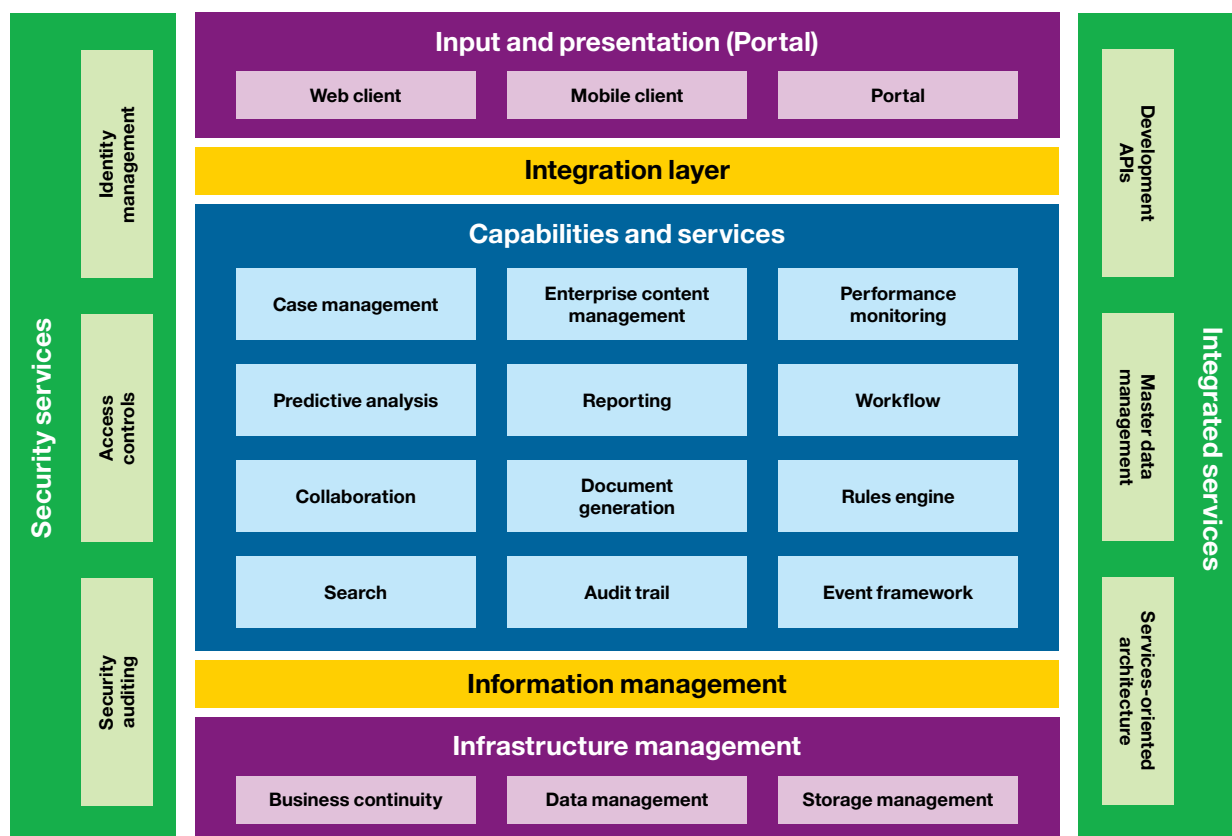 Security services
Identity
management
Access
controls
Security
auditing
Input and presentation (Portal)
Web client
Mobile client
Portal
Integration layer
Capabilities and services
Case management
Enterprise content
management
Performance
monitoring
Predictive analysis
Reporting
Workflow
Collaboration
Document
generation
Rules engine
Search
Audit trail
Event framework
Information management
Infrastructure management
Business continuity
Data management
Storage management
Development
APIs
Master data
management
Services-oriented
architecture
Integrated services